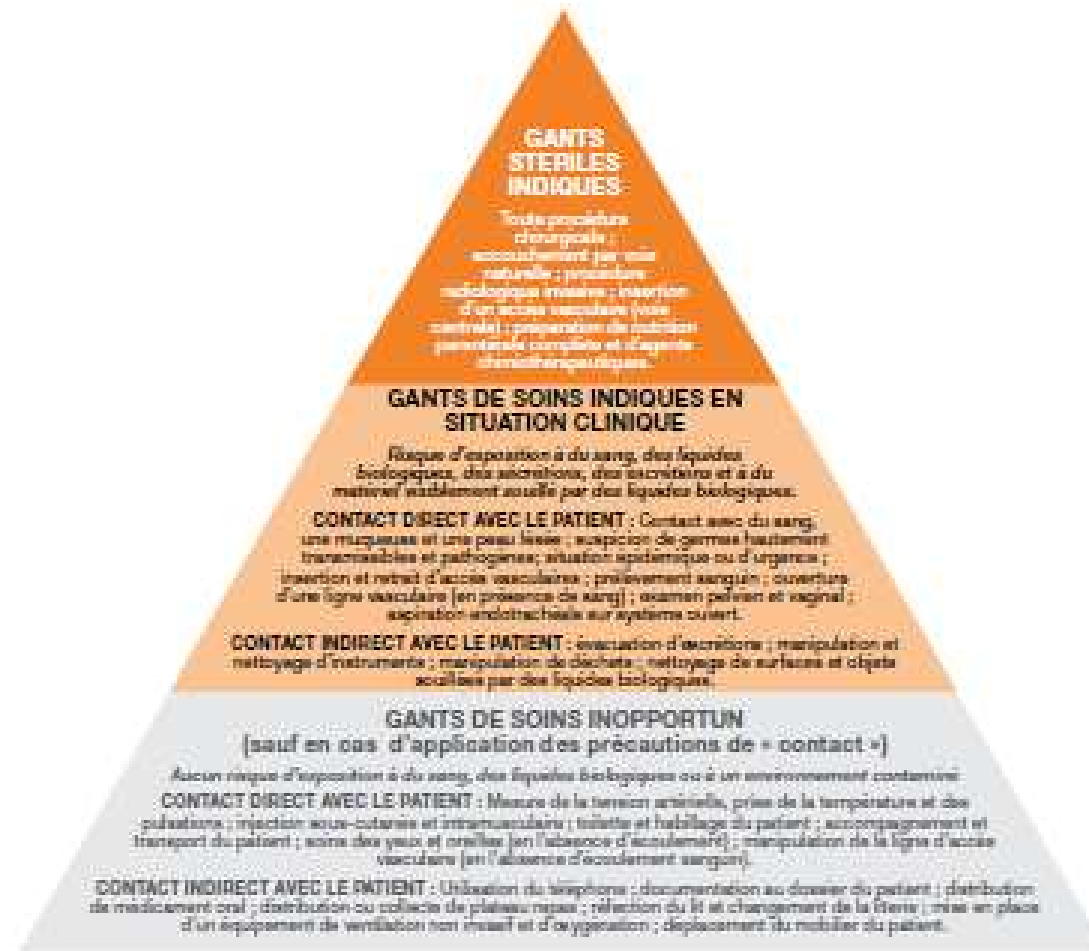 GANTS
STERILES
INDIQUES
Toute procédure
chirurgicale ;
accouchement par voie
naturelle ; procédure
radiologique invasive ; insertion
d'un accès vasculaire (voie
centrale) ; préparation de nutrition
parentérale complète et d'agents
chimiothérapeutiques.
GANTS DE SOINS INDIQUES EN
SITUATION CLINIQUE
Risque d'exposition à du sang, des liquides
biologiques, des sécrétions, des excrétions et à du
matériel visiblement souillé par des liquides biologiques.
CONTACT DIRECT AVEC LE PATIENT : Contact avec du sang,
une muqueuse et une peau lésée ; suspicion de germes hautement
transmissibles et pathogènes; situation épidémique ou d'urgence ;
insertion et retrait d'accès vasculaires ; prélèvement sanguin ; ouverture
d'une ligne vasculaire (en présence de sang) ; examen pelvien et vaginal ;
aspiration endotrachéale sur système ouvert.
CONTACT INDIRECT AVEC LE PATIENT : évacuation d'excrétions ; manipulation et
nettoyage d'instruments ; manipulation de déchets ; nettoyage de surfaces et objets
souillées par des liquides biologiques.
GANTS DE SOINS INOPPORTUN
(sauf en cas d'application des précautions de « contact »)
Aucun risque d'exposition à du sang, des liquides biologiques ou à un environnement contaminé
CONTACT DIRECT AVEC LE PATIENT : Mesure de la tension artérielle, prise de la température et des
pulsations ; injection sous-cutanée et intramusculaire ; toilette et habillage du patient ; accompagnement et
transport du patient ; soins des yeux et oreilles (en l'absence d'écoulement) ; manipulation de la ligne d'accès
vasculaire (en l'absence d'écoulement sanguin).
CONTACT INDIRECT AVEC LE PATIENT : Utilisation du téléphone ; documentation au dossier du patient ; distribution
de médicament oral ; distribution ou collecte de plateau repas ; réfection du lit et changement de la literie ; mise en place
d'un équipement de ventilation non invasif et d'oxygénation ; déplacement du mobilier du patient.